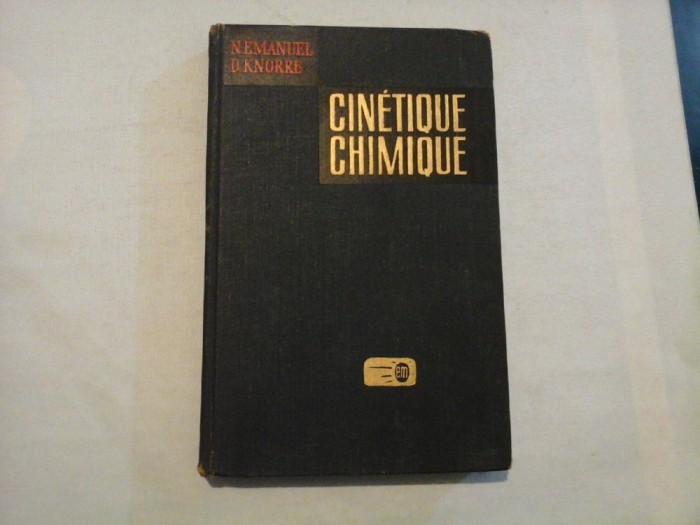 N.EMANUEL
D.KNORRE
CINÉTIQUE
CHIMIQUE
em